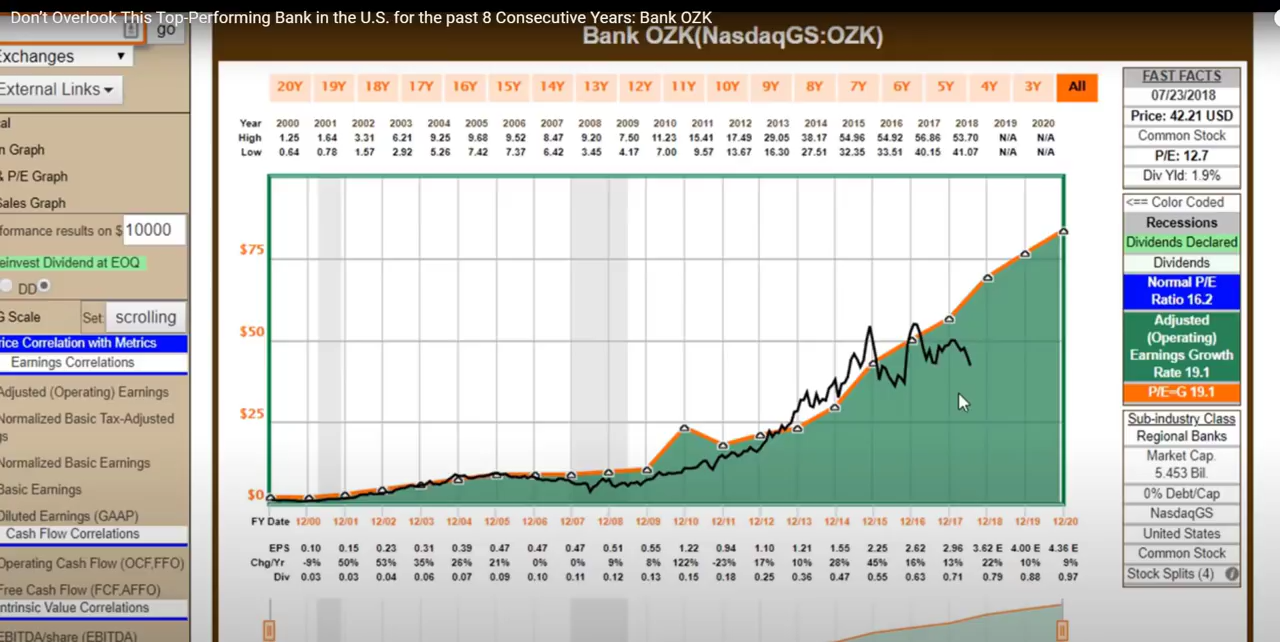 Don’t Overlook This Top-Performing Bank in the U.S. for the past 8 Consecutive Years: Bank OZK
go
Exchanges
External Links
n Graph
& P/E Graph
Sales Graph
formance results on $ 10000
einvest Dividend at EOQ
DD
G Scale Set: scrolling
rice Correlation with Metrics
Earnings Correlations
Adjusted (Operating) Earnings
Normalized Basic Tax-Adjusted
gs
Normalized Basic Earnings
Basic Earnings
Diluted Earnings (GAAP)
Cash Flow Correlations
Operating Cash Flow (OCF,FFO)
Free Cash Flow (FCF,AFFO)
Intrinsic Value Correlations
EBITDA/share (EBITDA)
Bank OZK(NasdaqGS:OZK)
20Y 19Y 18Y 17Y 16Y 15Y 14Y 13Y 12Y 11Y 10Y 9Y 8Y 7Y 6Y 5Y 4Y 3Y All
Year 2000 2001 2002 2003 2004 2005 2006 2007 2008 2009 2010 2011 2012 2013 2014 2015 2016 2017 2018 2019 2020
High 1.25 1.64 3.31 6.21 9.25 9.68 9.52 8.47 9.20 7.50 11.23 15.41 17.49 29.05 38.17 54.96 54.92 56.86 53.70 N/A N/A
Low 0.64 0.78 1.57 2.92 5.26 7.42 7.37 6.42 3.45 4.17 7.00 9.57 13.67 16.30 27.51 32.35 33.51 40.15 41.07 N/A N/A
$75
$50
$25
$0
FY Date 12/00 12/01 12/02 12/03 12/04 12/05 12/06 12/07 12/08 12/09 12/10 12/11 12/12 12/13 12/14 12/15 12/16 12/17 12/18 12/19 12/20
EPS 0.10 0.15 0.23 0.31 0.39 0.47 0.47 0.47 0.51 0.55 1.22 0.94 1.10 1.21 1.55 2.25 2.62 2.96 3.62 E 4.00 E 4.36 E
Chg/Yr -9% 50% 53% 35% 26% 21% 0% 0% 9% 8% 122% -23% 17% 10% 28% 45% 16% 13% 22% 10% 9%
Div 0.03 0.03 0.04 0.06 0.07 0.09 0.10 0.11 0.12 0.13 0.15 0.18 0.25 0.36 0.47 0.55 0.63 0.71 0.79 0.88 0.97
FAST FACTS
07/23/2018
Price: 42.21 USD
Common Stock
P/E: 12.7
Div Yld: 1.9%
<== Color Coded
Recessions
Dividends Declared
Dividends
Normal P/E
Ratio 16.2
Adjusted
(Operating)
Earnings Growth
Rate 19.1
P/E=G 19.1
Sub-industry Class
Regional Banks
Market Cap.
5.453 Bil.
0% Debt/Cap
NasdaqGS
United States
Common Stock
Stock Splits (4) i